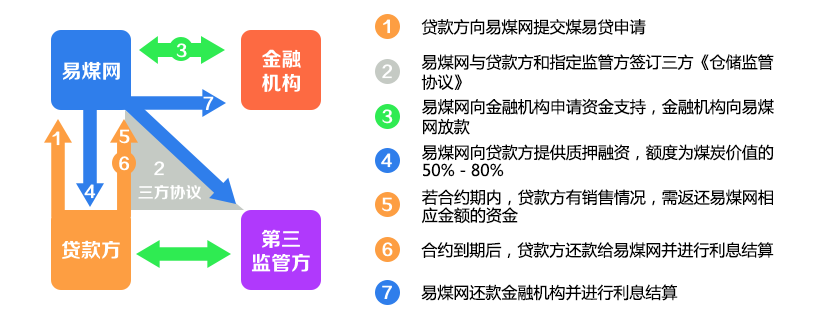 易煤网
3
金融
机构
7
1
5
6
2
三方协议
4
贷款方
第三
监管方
1
贷款方向易煤网提交煤易贷申请
2
易煤网与贷款方和指定监管方签订三方《仓储监管
协议》
3
易煤网向金融机构申请资金支持，金融机构向易煤
网放款
4
易煤网向贷款方提供质押融资，额度为煤炭价值的
50% - 80%
5
若合约期内，贷款方有销售情况，需返还易煤网相
应金额的资金
6
合约到期后，贷款方还款给易煤网并进行利息结算
7
易煤网还款金融机构并进行利息结算